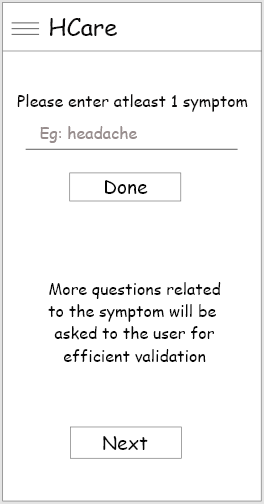 HCare
Please enter atleast 1 symptom
Eg: headache
Done
More questions related
to the symptom will be
asked to the user for
efficient validation
Next